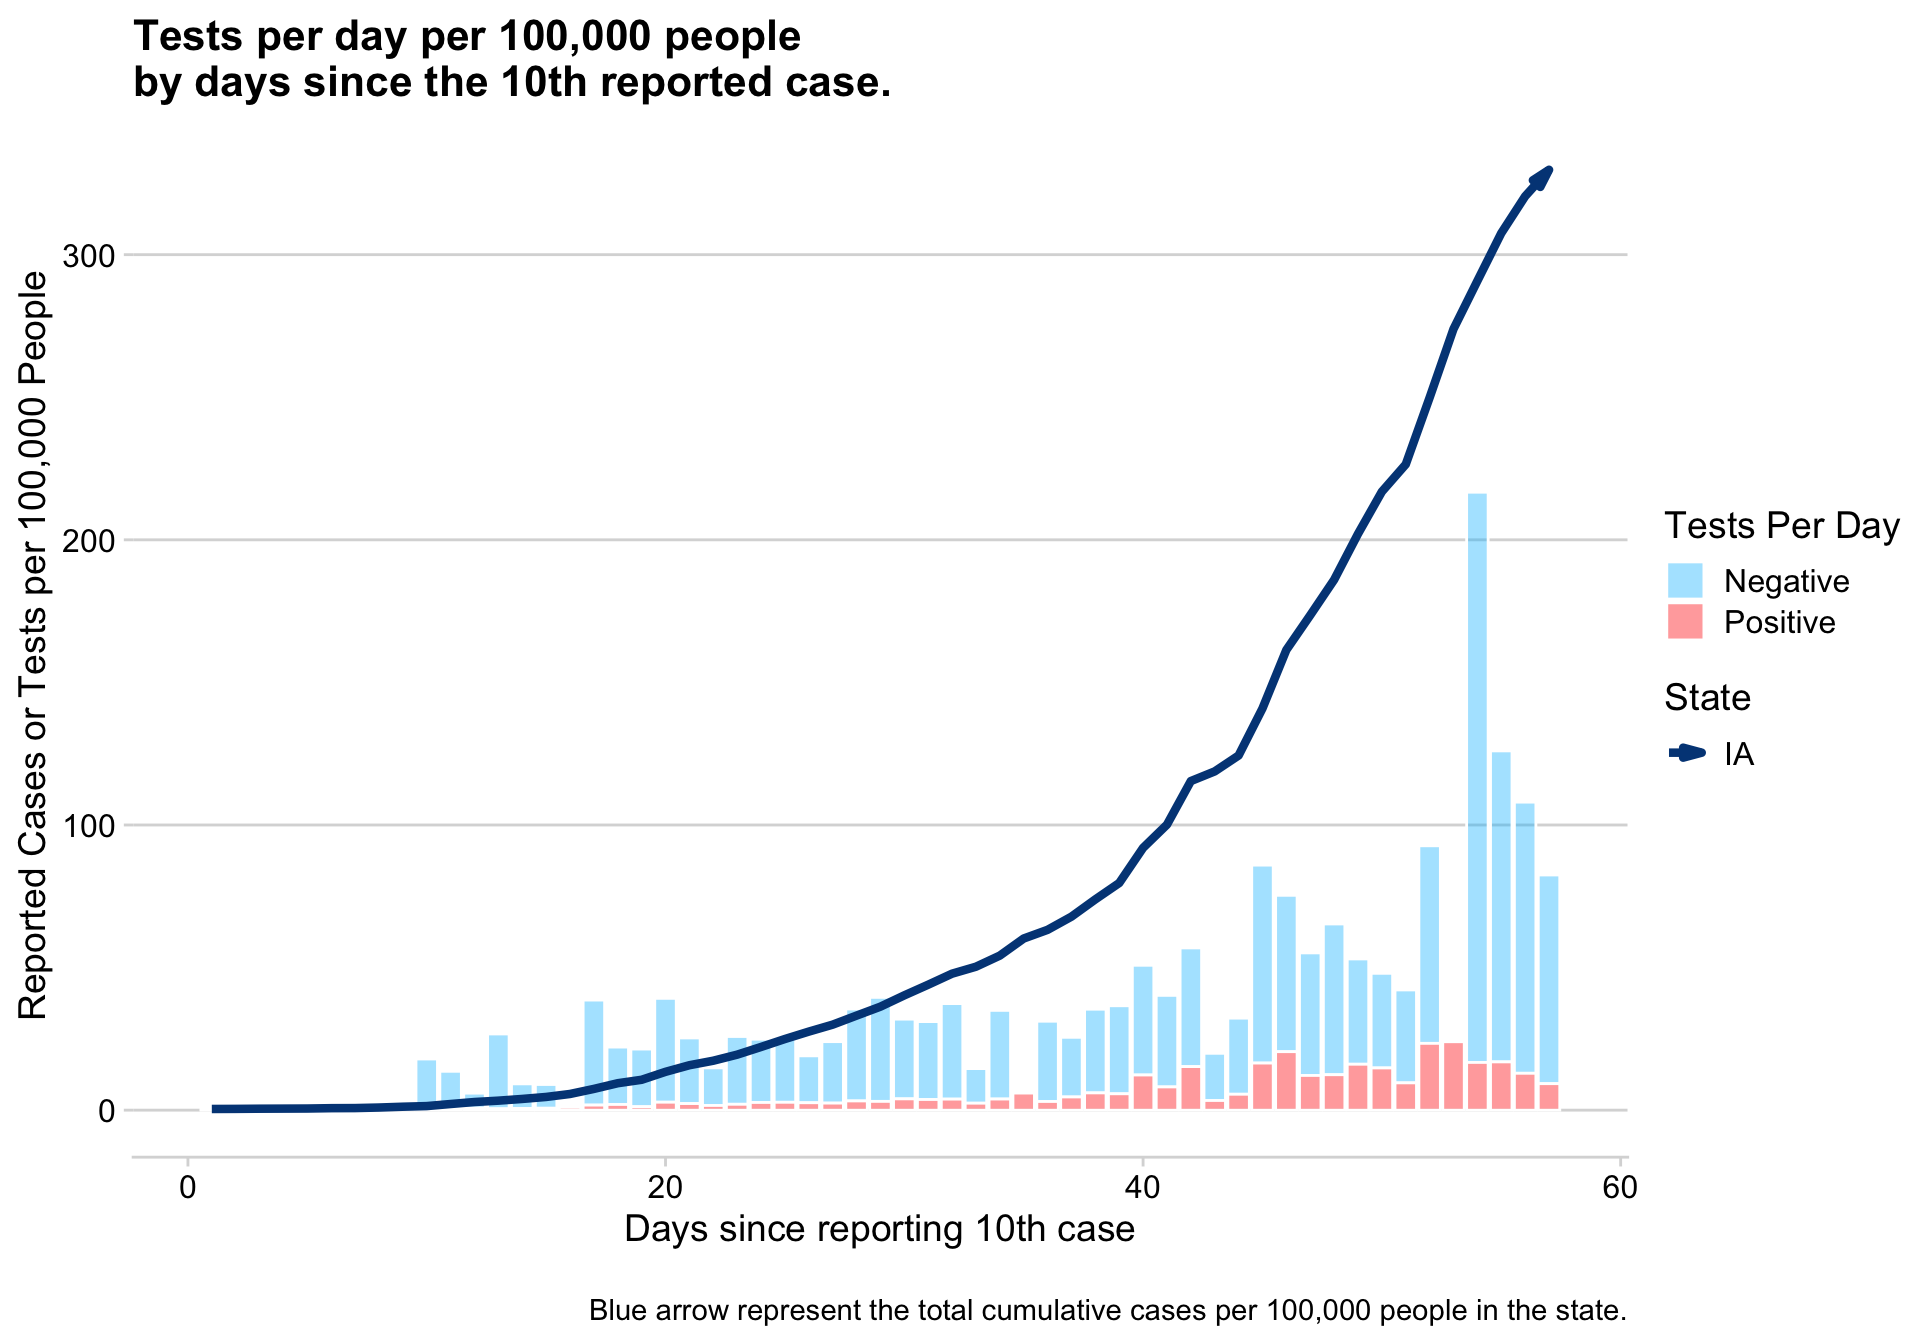 Tests per day per 100,000 people
by days since the 10th reported case.
Reported Cases or Tests per 100,000 People
300
200
100
0
0
20
40
60
Days since reporting 10th case
Tests Per Day
Negative
Positive
State
IA
Blue arrow represent the total cumulative cases per 100,000 people in the state.